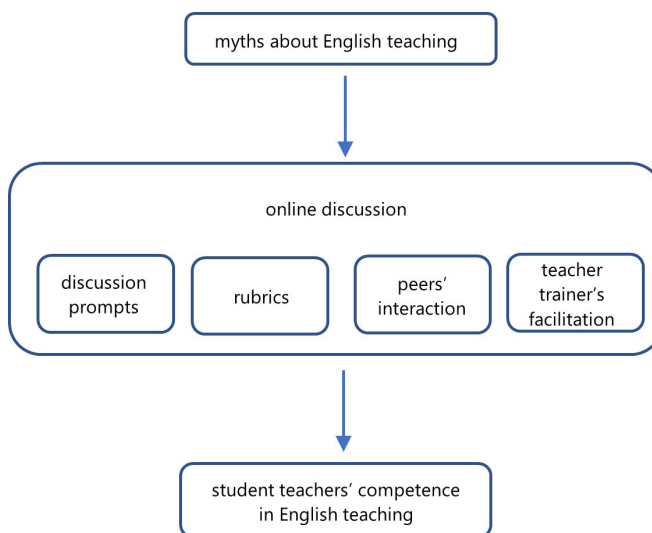 myths about English teaching
online discussion
discussion
prompts
rubrics
peers’
interaction
teacher
trainer’s
facilitation
student teachers’ competence
in English teaching